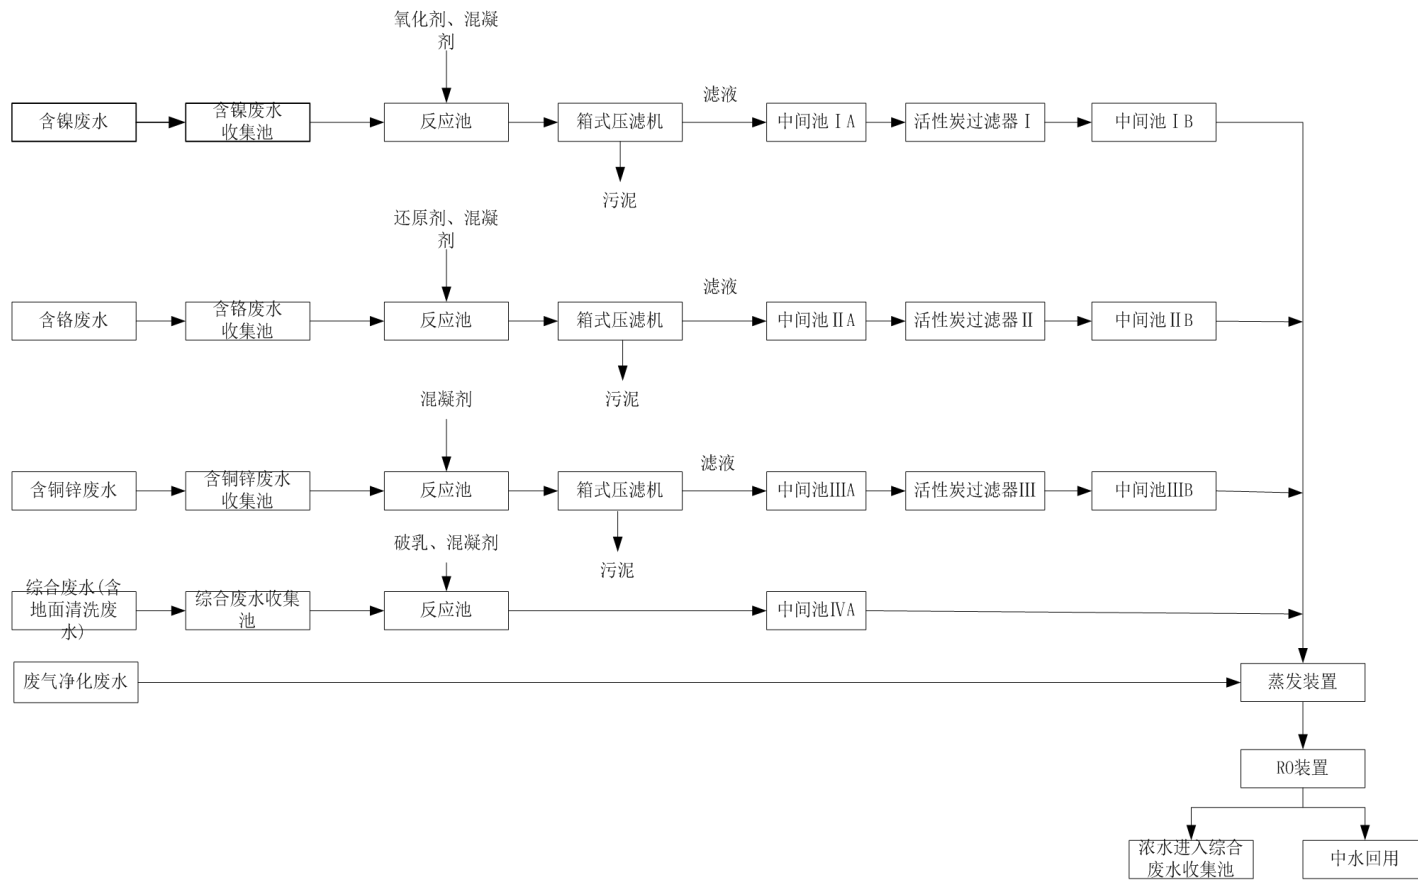 氧化剂、混凝
剂
含镍废水
含镍废水
收集池
反应池
箱式压滤机
滤液
中间池ⅠA
活性炭过滤器Ⅰ
中间池ⅠB
污泥
还原剂、混凝
剂
含铬废水
含铬废水
收集池
反应池
箱式压滤机
滤液
中间池ⅡA
活性炭过滤器Ⅱ
中间池ⅡB
污泥
混凝剂
含铜锌废水
含铜锌废水
收集池
反应池
箱式压滤机
滤液
中间池ⅢA
活性炭过滤器Ⅲ
中间池ⅢB
污泥
破乳、混凝剂
综合废水(含
地面清洗废
水)
综合废水收集
池
反应池
中间池ⅣA
废气净化废水
蒸发装置
RO装置
浓水进入综合
废水收集池
中水回用